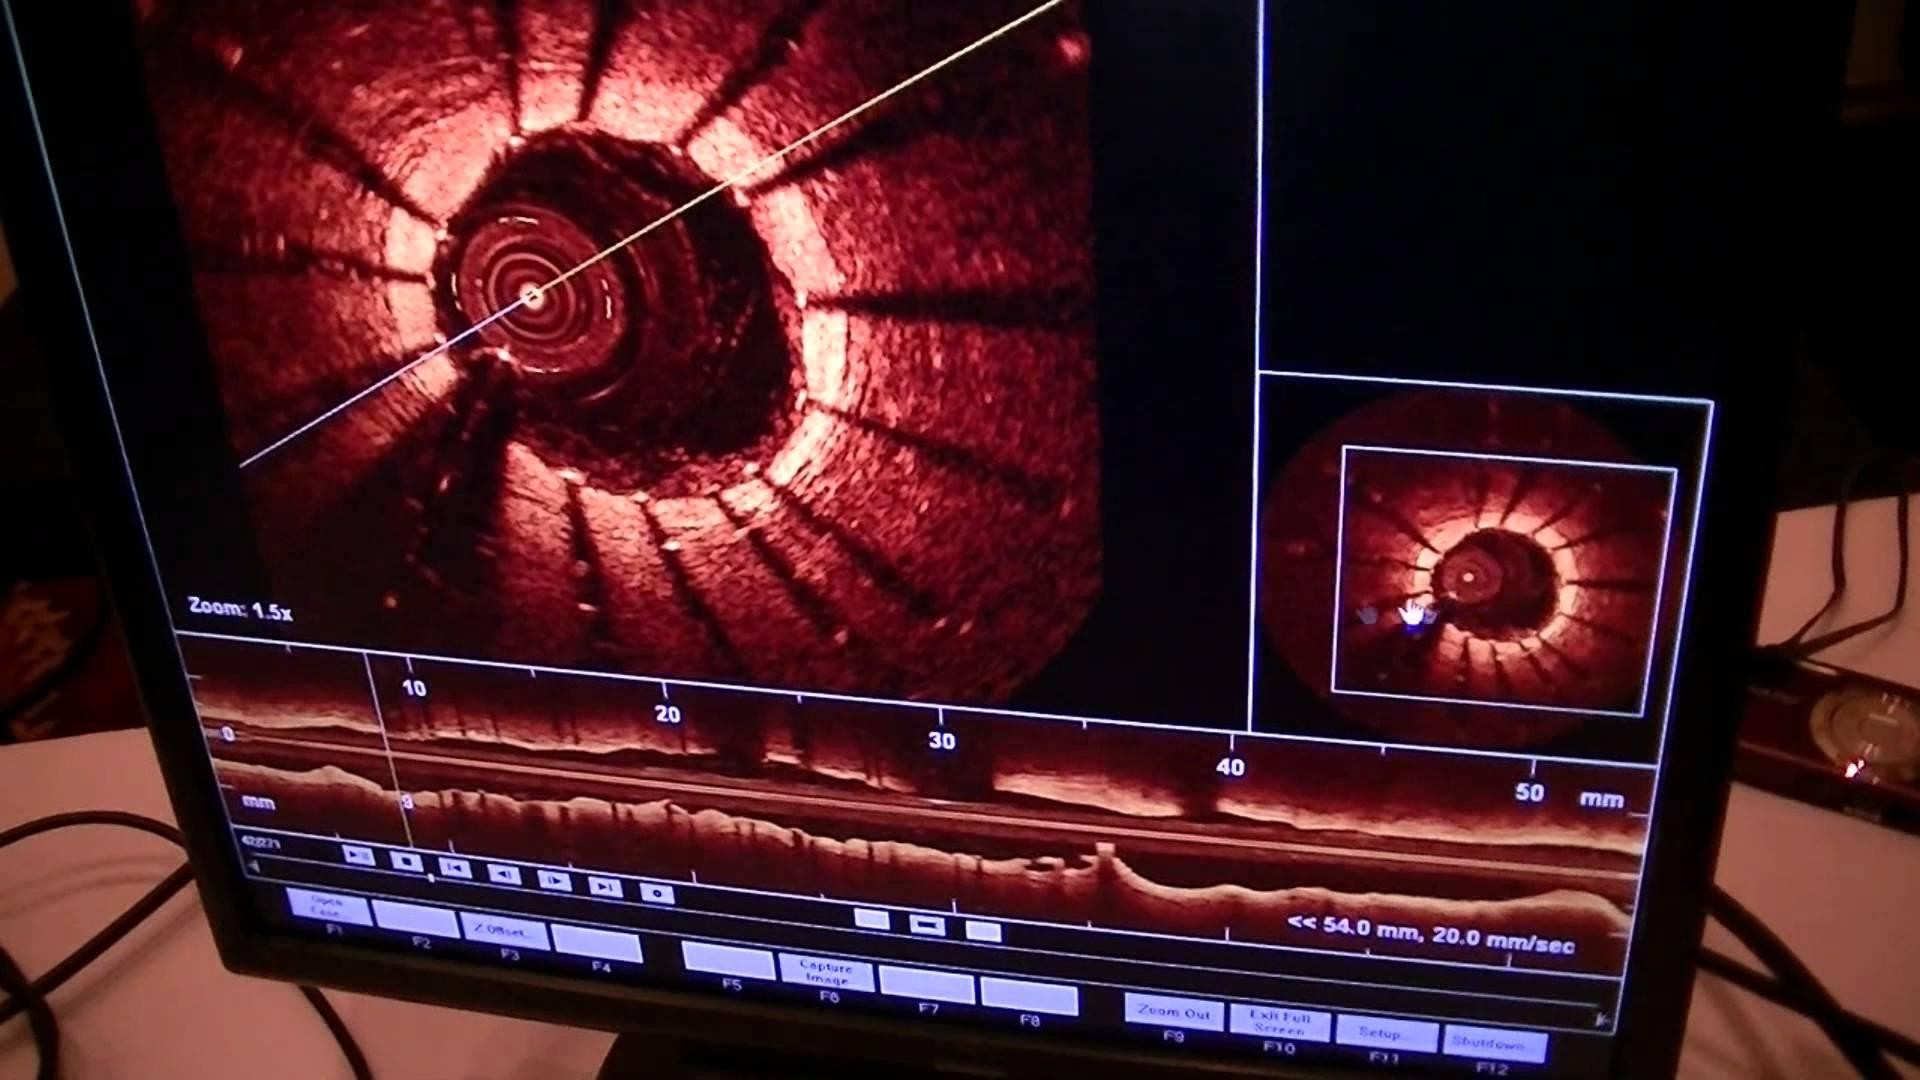 Zoom: 1.5x
10
20
30
40
50 mm
0
mm
42/271
<< 54.0 mm, 20.0 mm/sec
Open
Case...
Z Offset...
Capture
Image
Zoom Out
Exit Full
Screen
Setup...
Shutdown...
F1
F2
F3
F4
F5
F6
F7
F8
F9
F10
F11
F12